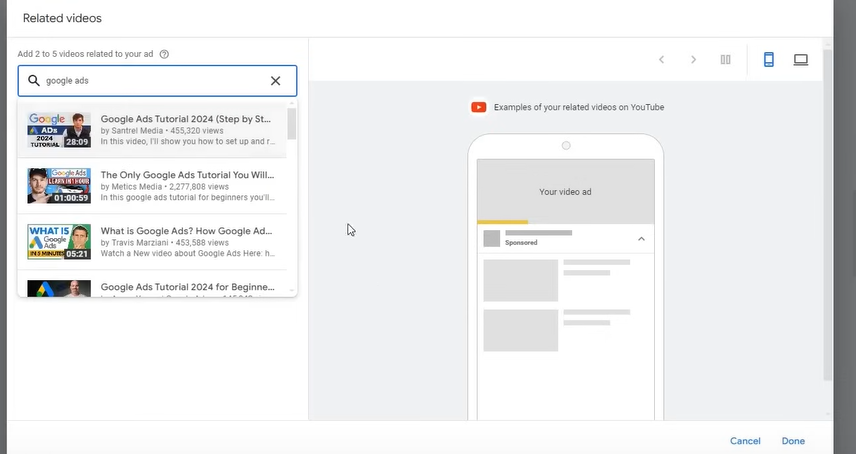 Related videos
Add 2 to 5 videos related to your ad
google ads
Google Ads Tutorial 2024 (Step by St...
by Santrel Media • 455,320 views
In this video, I'll show you how to set up and r...
Google
ADs
2024
TUTORIAL
28:09
The Only Google Ads Tutorial You Will...
by Metics Media • 2,277,808 views
In this google ads tutorial for beginners you'll...
Google Ads
LEARN IN 1 HOUR
01:00:59
What is Google Ads? How Google Ad...
by Travis Marziani • 453,588 views
Watch a New video about Google Ads Here: h...
WHAT IS
Google
Ads
IN 5 MINUTES
05:21
Google Ads Tutorial 2024 for Beginne...
Examples of your related videos on YouTube
Your video ad
Sponsored
Cancel
Done